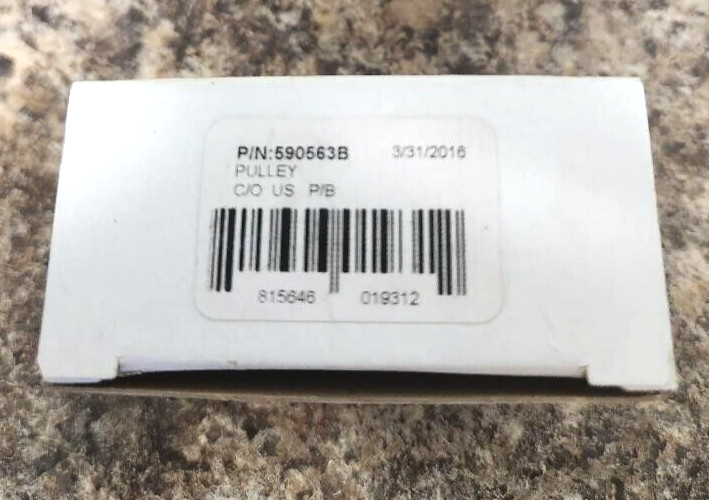 P/N:590563B 3/31/2016
PULLEY
C/O US P/B
815646 019312